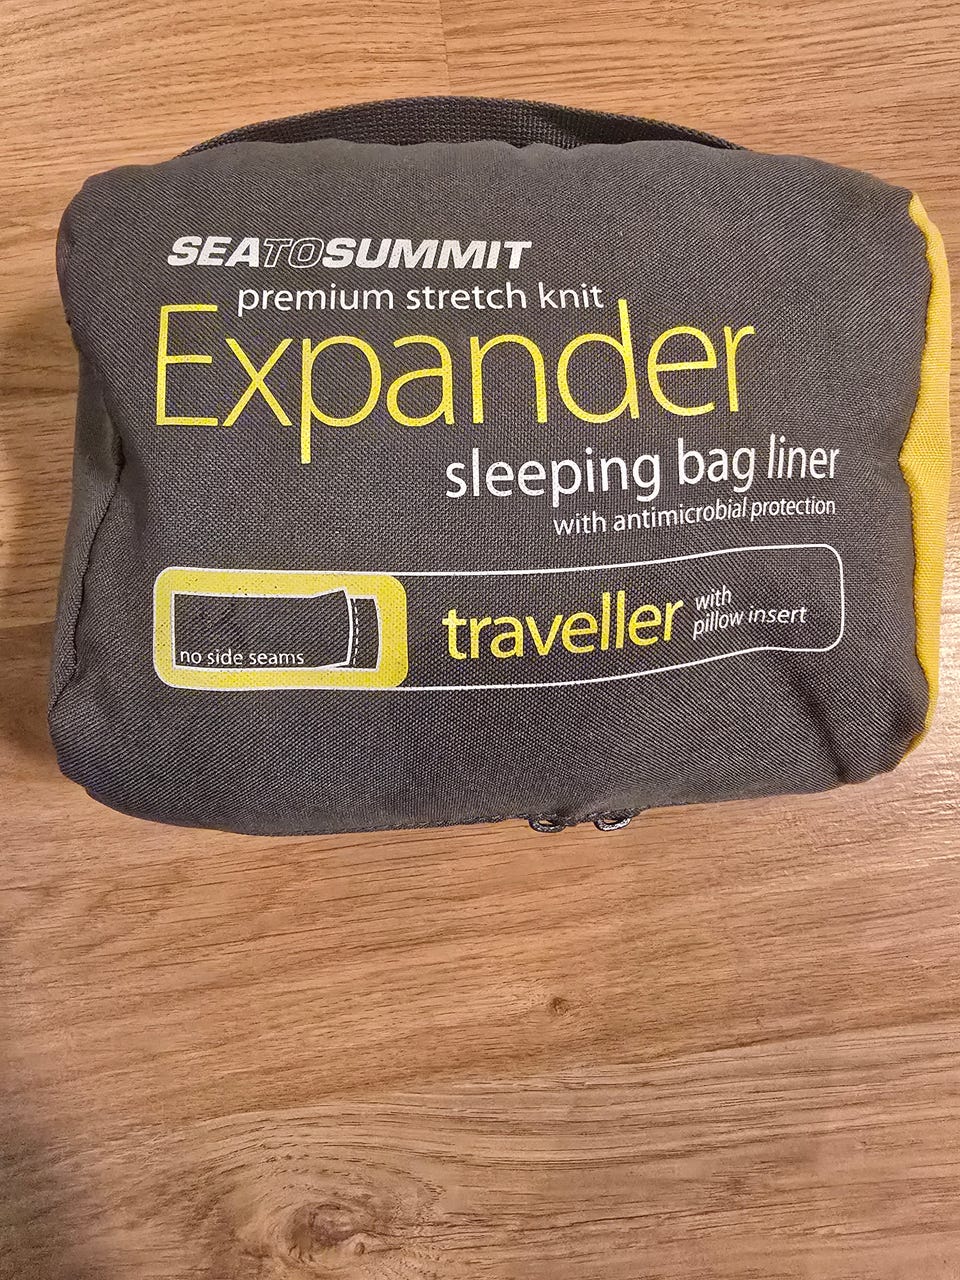 SEATOSUMMIT
premium stretch knit
Expander
sleeping bag liner
with antimicrobial protection
no side seams
traveller with
pillow insert